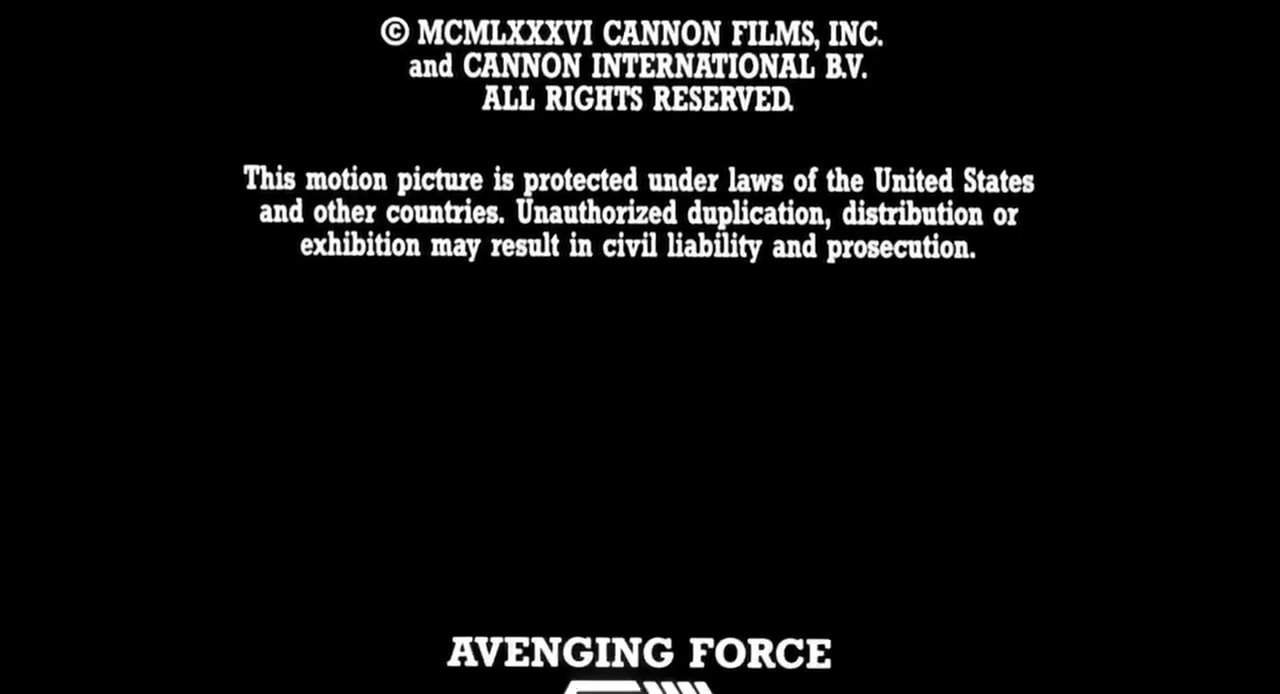 © MCMLXXXVI CANNON FILMS, INC.
and CANNON INTERNATIONAL B.V.
ALL RIGHTS RESERVED.
This motion picture is protected under laws of the United States
and other countries. Unauthorized duplication, distribution or
exhibition may result in civil liability and prosecution.
AVENGING FORCE